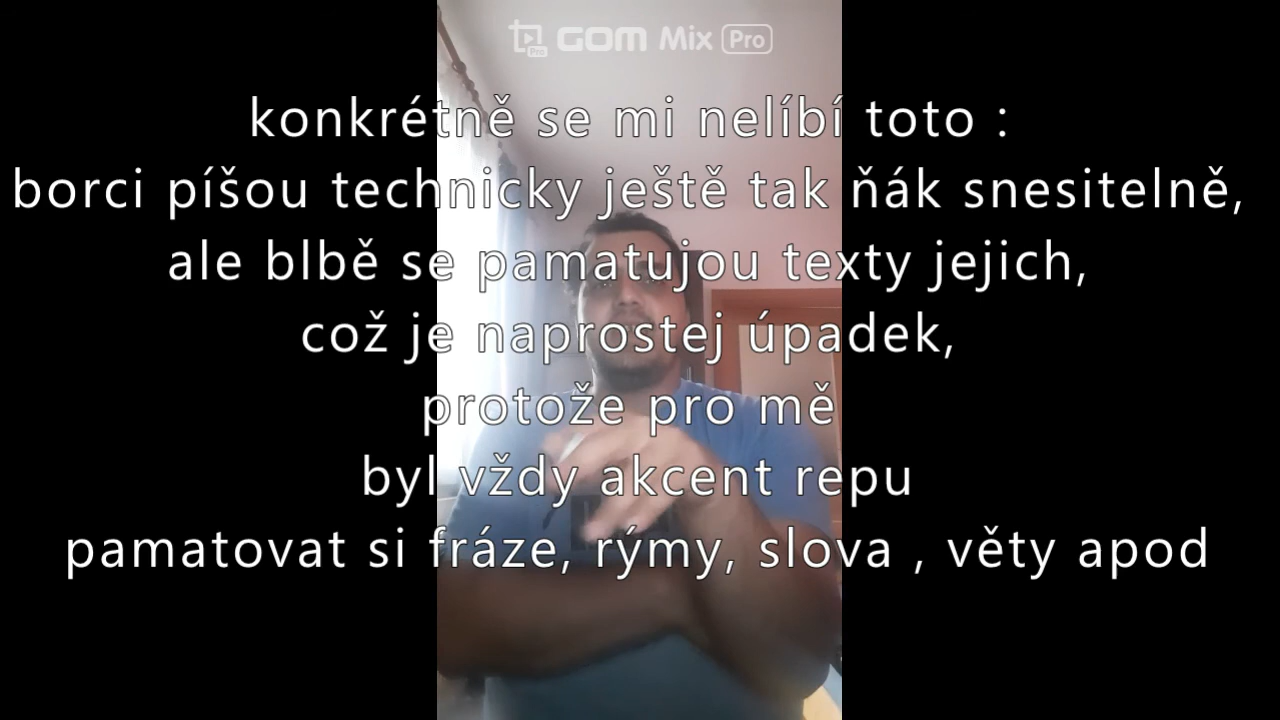 GOM Mix Pro
konkrétně se mi nelíbí toto :
borci píšou technicky ještě tak ňák snesitelně,
ale blbě se pamatujou texty jejich,
což je naprostej úpadek,
protože pro mě
byl vždy akcent repu
pamatovat si fráze, rýmy, slova , věty apod